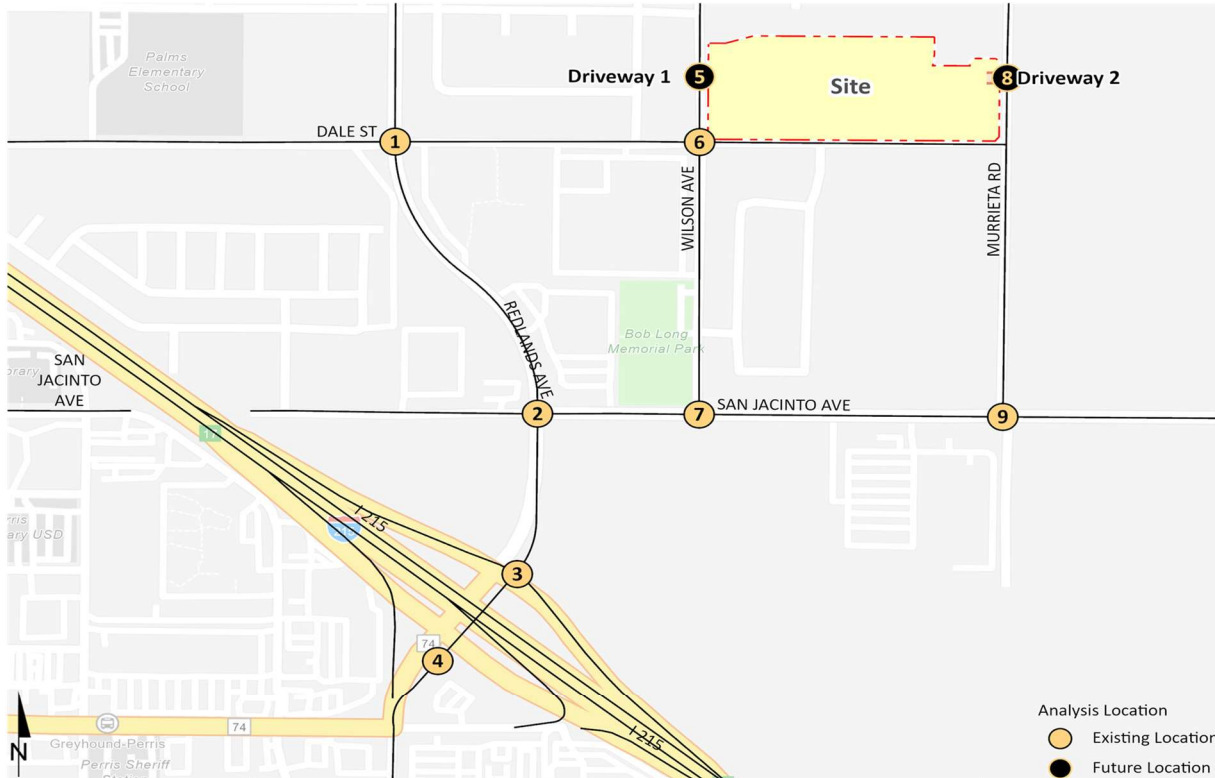 Palms
Elementary
School
Driveway 1
5
Site
8
Driveway 2
DALE ST
1
6
WILSON AVE
MURRIETA RD
REDLANDS AVE
Bob Long
Memorial Park
SAN
JACINTO
AVE
2
7
SAN JACINTO AVE
9
I 215
3
74
4
74
Greyhound-Perris
Perris Sheriff
I 215
N
Analysis Location
Existing Location
Future Location